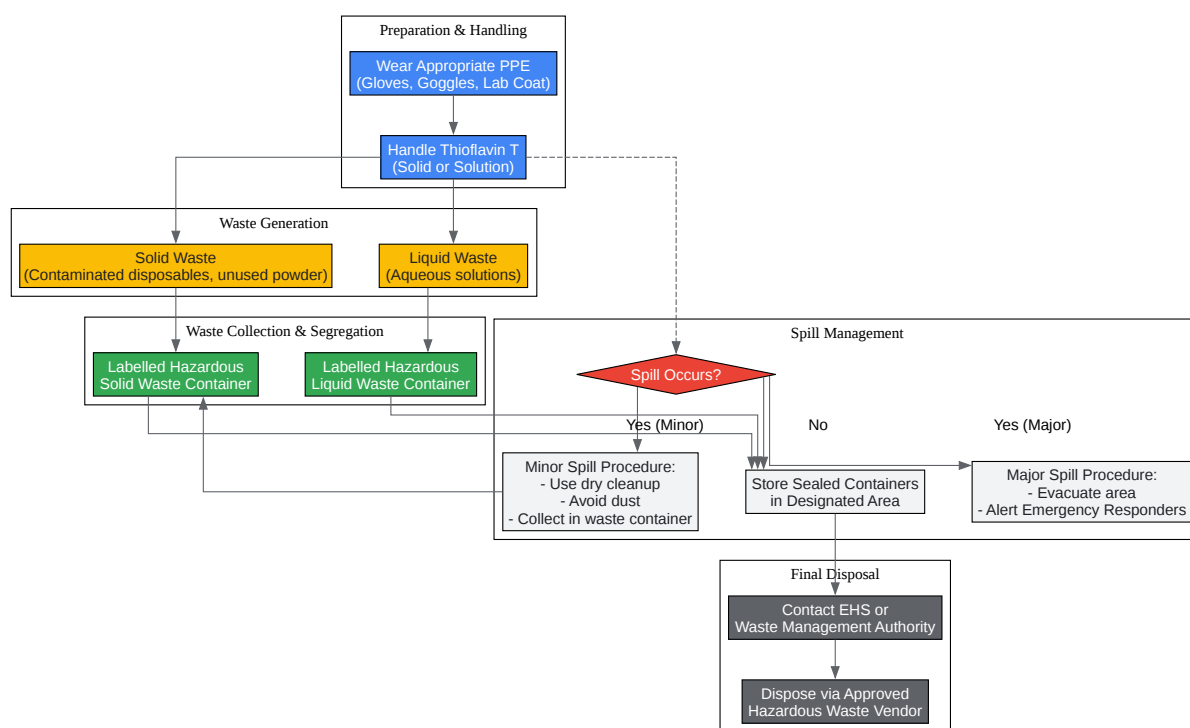 Preparation & Handling
Wear Appropriate PPE
(Gloves, Goggles, Lab Coat)
Handle Thioflavin T
(Solid or Solution)
Waste Generation
Solid Waste
(Contaminated disposables, unused powder)
Liquid Waste
(Aqueous solutions)
Waste Collection & Segregation
Labelled Hazardous
Solid Waste Container
Labelled Hazardous
Liquid Waste Container
Spill Management
Spill Occurs?
Yes (Minor)
No
Yes (Major)
Minor Spill Procedure:
- Use dry cleanup
- Avoid dust
- Collect in waste container
Store Sealed Containers
in Designated Area
Major Spill Procedure:
- Evacuate area
- Alert Emergency Responders
Final Disposal
Contact EHS or
Waste Management Authority
Dispose via Approved
Hazardous Waste Vendor